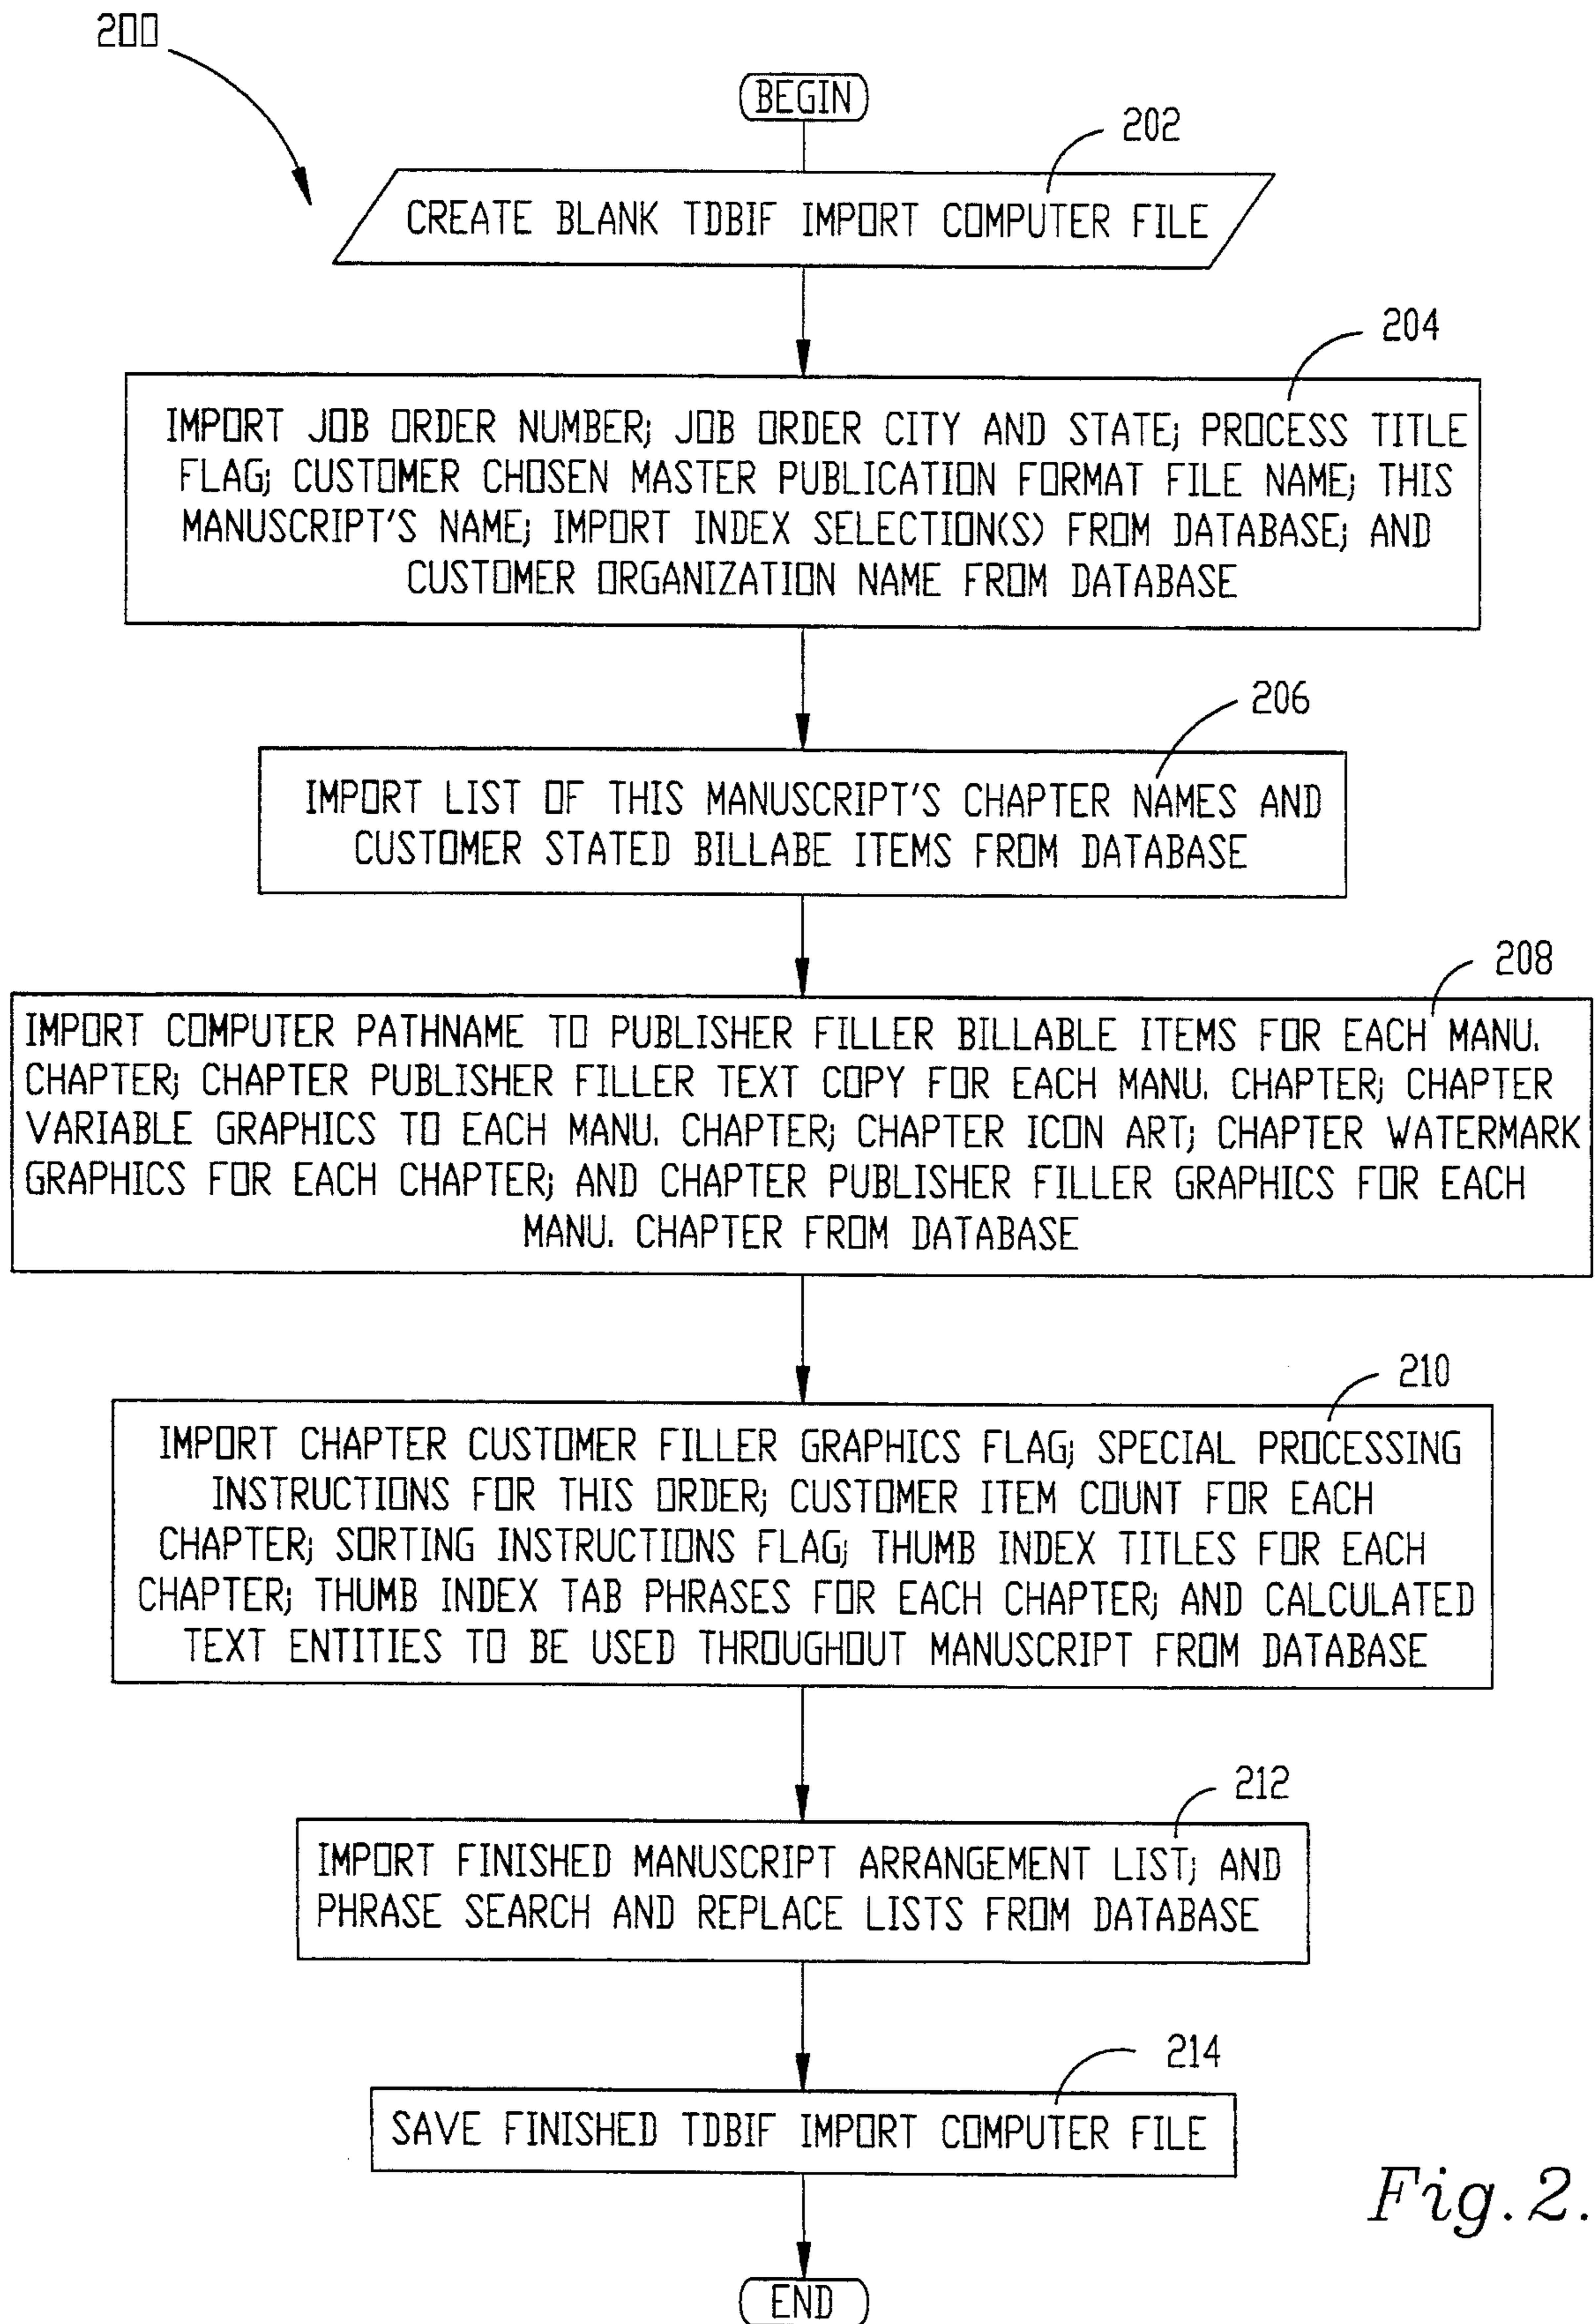 200
BEGIN
202
CREATE BLANK TDBIF IMPORT COMPUTER FILE
204
IMPORT JOB ORDER NUMBER; JOB ORDER CITY AND STATE; PROCESS TITLE
FLAG; CUSTOMER CHOSEN MASTER PUBLICATION FORMAT FILE NAME; THIS
MANUSCRIPT'S NAME; IMPORT INDEX SELECTION(S) FROM DATABASE; AND
CUSTOMER ORGANIZATION NAME FROM DATABASE
206
IMPORT LIST OF THIS MANUSCRIPT'S CHAPTER NAMES AND
CUSTOMER STATED BILLABE ITEMS FROM DATABASE
208
IMPORT COMPUTER PATHNAME TO PUBLISHER FILLER BILLABLE ITEMS FOR EACH MANU.
CHAPTER; CHAPTER PUBLISHER FILLER TEXT COPY FOR EACH MANU. CHAPTER; CHAPTER
VARIABLE GRAPHICS TO EACH MANU. CHAPTER; CHAPTER ICON ART; CHAPTER WATERMARK
GRAPHICS FOR EACH CHAPTER; AND CHAPTER PUBLISHER FILLER GRAPHICS FOR EACH
MANU. CHAPTER FROM DATABASE
210
IMPORT CHAPTER CUSTOMER FILLER GRAPHICS FLAG; SPECIAL PROCESSING
INSTRUCTIONS FOR THIS ORDER; CUSTOMER ITEM COUNT FOR EACH
CHAPTER; SORTING INSTRUCTIONS FLAG; THUMB INDEX TITLES FOR EACH
CHAPTER; THUMB INDEX TAB PHRASES FOR EACH CHAPTER; AND CALCULATED
TEXT ENTITIES TO BE USED THROUGHOUT MANUSCRIPT FROM DATABASE
212
IMPORT FINISHED MANUSCRIPT ARRANGEMENT LIST; AND
PHRASE SEARCH AND REPLACE LISTS FROM DATABASE
214
SAVE FINISHED TDBIF IMPORT COMPUTER FILE
END
Fig. 2.